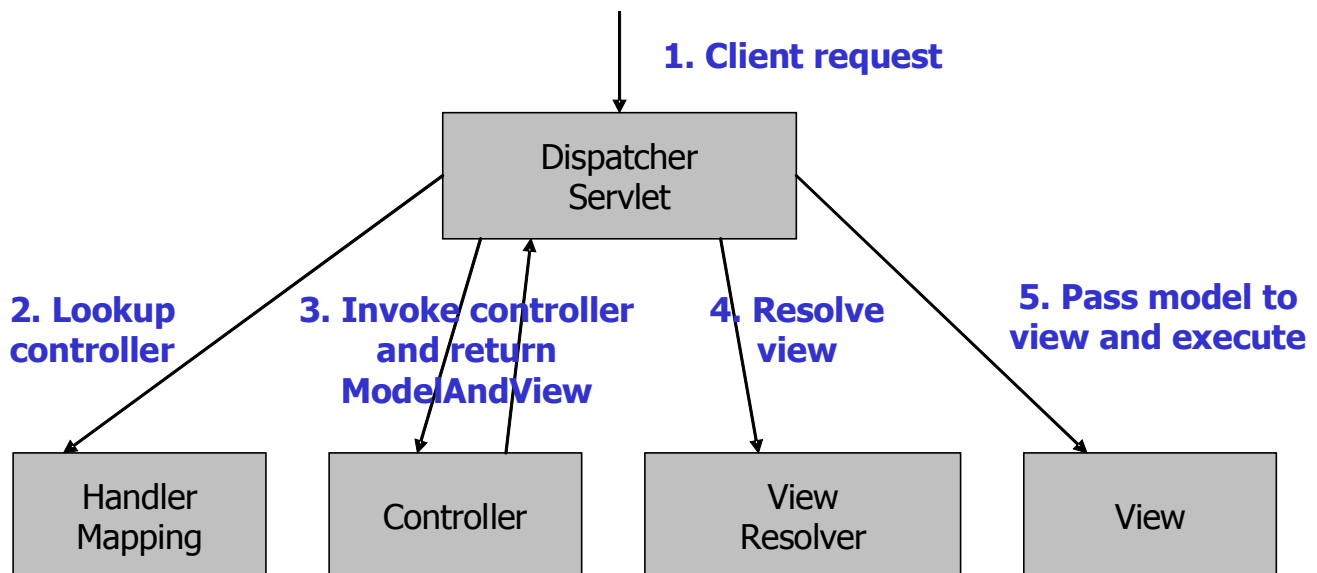 1. Client request
Dispatcher
Servlet
2. Lookup
controller
3. Invoke controller
and return
ModelAndView
4. Resolve
view
5. Pass model to
view and execute
Handler
Mapping
Controller
View
Resolver
View